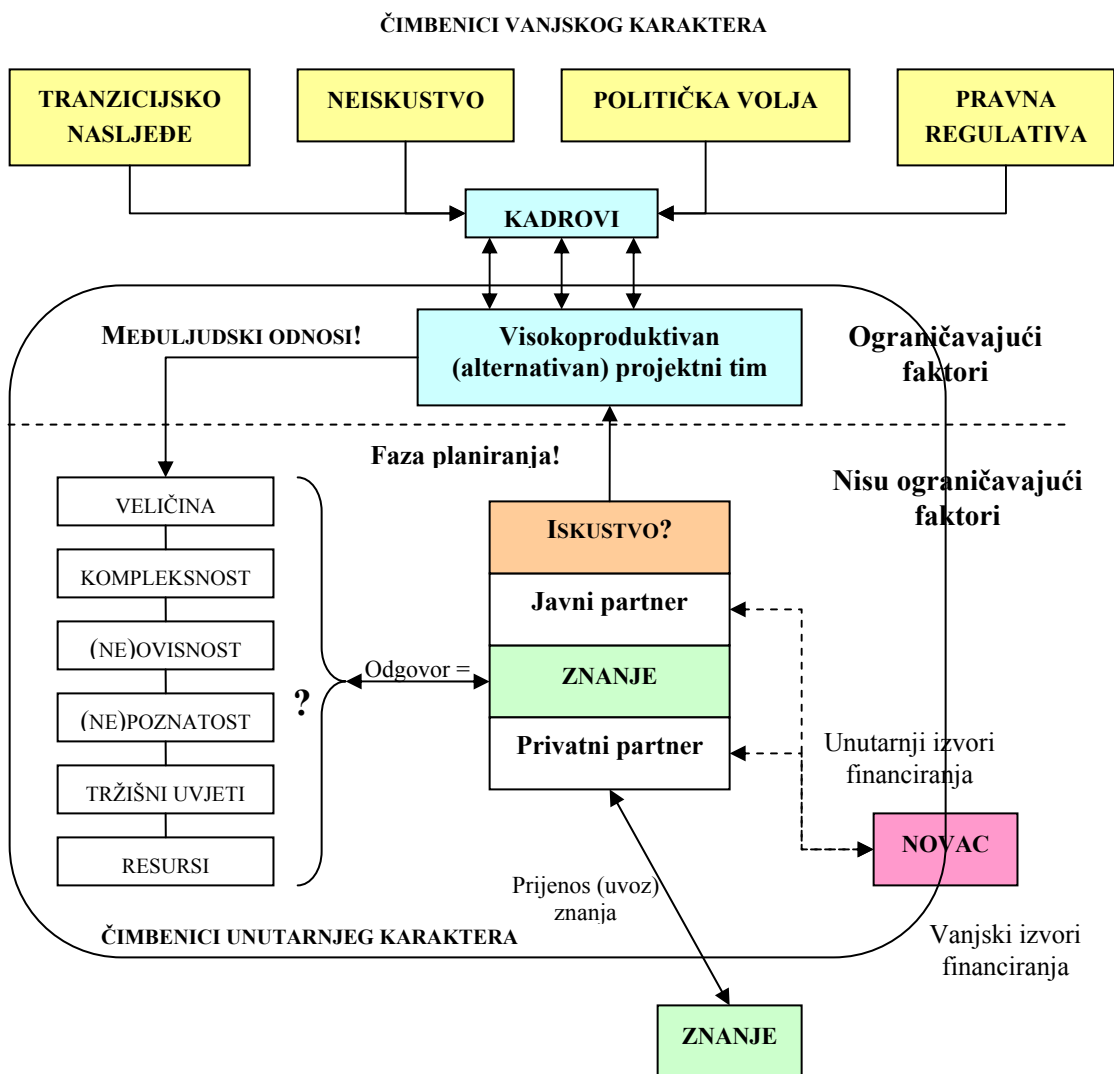 ČIMBENICI VANJSKOG KARAKTERA
TRANZICIJSKO
NASLJEĐE
NEISKUSTVO
POLITIČKA VOLJA
PRAVNA
REGULATIVA
KADROVI
MEĐULJUDSKI ODNOSI!
Visokoproduktivan
(alternativan) projektni tim
Ograničavajući
faktori
Faza planiranja!
Nisu ograničavajući
faktori
VELIČINA
KOMPLEKSNOST
(NE)OVISNOST
(NE)POZNATOST
TRŽIŠNI UVJETI
RESURSI
?
Odgovor =
ISKUSTVO?
Javni partner
ZNANJE
Privatni partner
Unutarnji izvori
financiranja
NOVAC
Prijenos (uvoz)
znanja
ČIMBENICI UNUTARNJEG KARAKTERA
Vanjski izvori
financiranja
ZNANJE